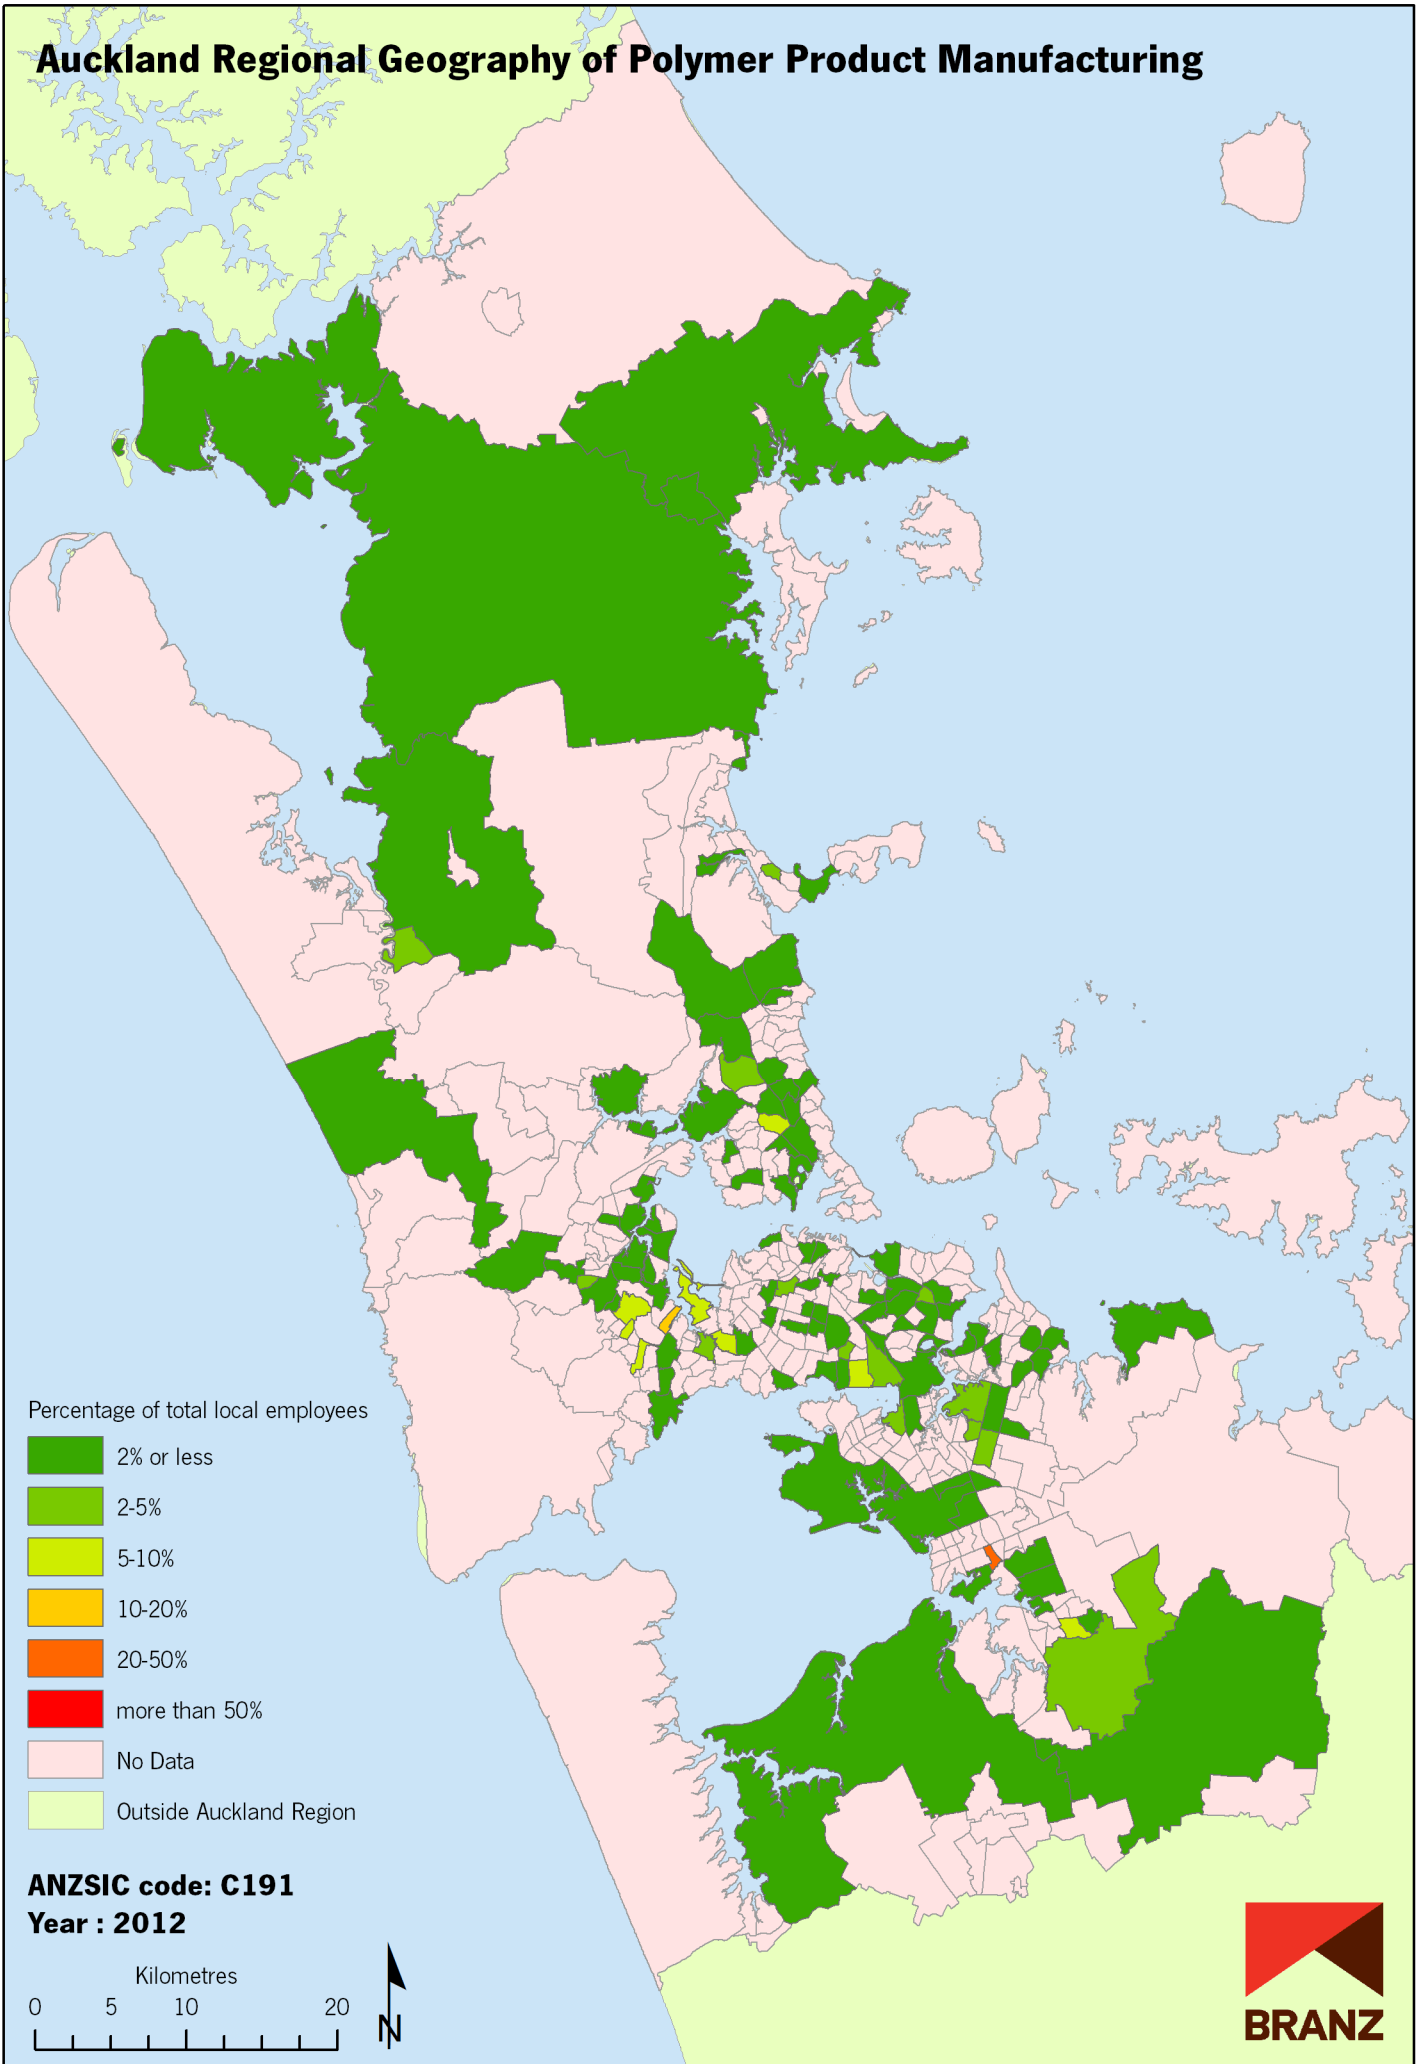 Auckland Regional Geography of Polymer Product Manufacturing
Percentage of total local employees
2% or less
2-5%
5-10%
10-20%
20-50%
more than 50%
No Data
Outside Auckland Region
ANZSIC code: C191
Year : 2012
Kilometres
0 5 10 20
N
BRANZ